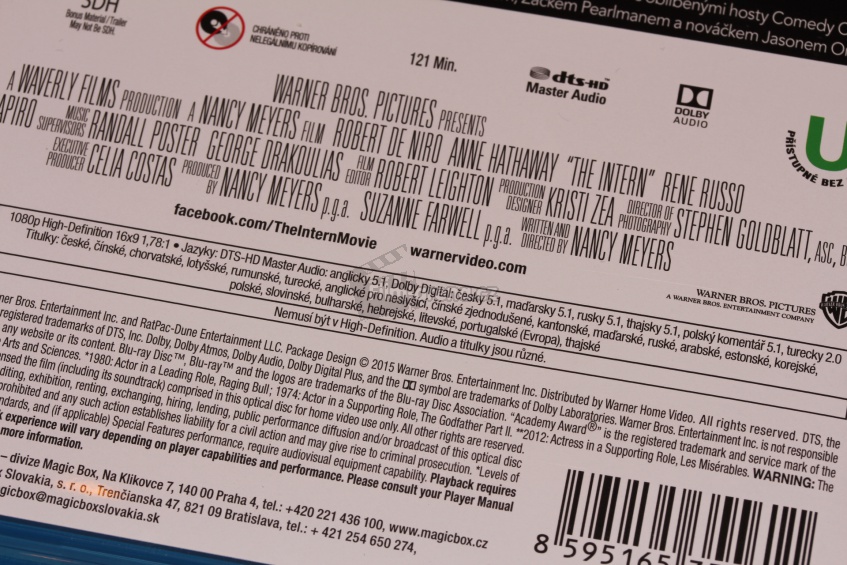 SDH
Bonus Material / Trailer
May Not Be SDH.
CHRÁNĚNO PROTI
NELEGÁLNÍMU KOPÍROVÁNÍ
121 Min.
dts-HD
Master Audio
DOLBY
AUDIO
oblíbenými hosty Comedy
Zackem Pearlmanem a nováčkem Jasonem
U
PŘÍSTUPNÉ BEZ
WARNER BROS. PICTURES PRESENTS
A WAVERLY FILMS PRODUCTION A NANCY MEYERS FILM ROBERT DE NIRO ANNE HATHAWAY "THE INTERN" RENE RUSSO
MUSIC SUPERVISORS RANDALL POSTER GEORGE DRAKOULIAS FILM EDITOR ROBERT LEIGHTON PRODUCTION DESIGNER KRISTI ZEA DIRECTOR OF PHOTOGRAPHY STEPHEN GOLDBLATT, ASC,
EXECUTIVE PRODUCER CELIA COSTAS PRODUCED BY NANCY MEYERS p.g.a. SUZANNE FARWELL p.g.a. WRITTEN AND DIRECTED BY NANCY MEYERS
facebook.com/TheInternMovie warnervideo.com
WARNER BROS. PICTURES
A WARNER BROS. ENTERTAINMENT COMPANY
WB
1080p High-Definition 16x9 1,78:1 • Jazyky: DTS-HD Master Audio: anglický 5.1, Dolby Digital: český 5.1, maďarský 5.1, ruský 5.1, thajský 5.1, polský komentář 5.1, turecky 2.0
Titulky: české, čínské, chorvatské, lotyšské, rumunské, turecké, anglické pro neslyšící, čínské zjednodušené, kantonské, maďarské, ruské, arabské, estonské, korejské,
polské, slovinské, bulharské, hebrejské, litevské, portugalské (Evropa), thajské
Nemusí být v High-Definition. Audio a titulky jsou různé.
Bros. Entertainment Inc. and RatPac-Dune Entertainment LLC. Package Design © 2015 Warner Bros. Entertainment Inc. Distributed by Warner Home Video. All rights reserved. DTS, the
registered trademarks of DTS, Inc. Dolby, Dolby Atmos, Dolby Audio, Dolby Digital Plus, and the symbol are trademarks of Dolby Laboratories. Warner Bros. Entertainment Inc. is not responsible
any website or its content. Blu-ray Disc™, Blu-ray™ and the logos are trademarks of the Blu-ray Disc Association. "Academy Award®" is the registered trademark and service mark of the
Arts and Sciences. *1980: Actor in a Leading Role, Raging Bull; 1974: Actor in a Supporting Role, The Godfather Part II. **2012: Actress in a Supporting Role, Les Misérables. WARNING: The
the film (including its soundtrack) comprised in this optical disc for home video use only. All other rights are reserved.
exhibition, renting, exchanging, hiring, lending, public performance diffusion and/or broadcast of this optical disc
prohibited and any such action establishes liability for a civil action and may give rise to criminal prosecution. *Levels of
and (if applicable) Special Features performance, require audiovisual equipment capability. Playback requires
experience will vary depending on player capabilities and performance. Please consult your Player Manual
more information.
– divize Magic Box, Na Klikovce 7, 140 00 Praha 4, tel.: +420 221 436 100, www.magicbox.cz
Slovakia, s. r. o., Trenčianska 47, 821 09 Bratislava, tel.: + 421 254 650 274,
magicboxslovakia.sk
8 595165